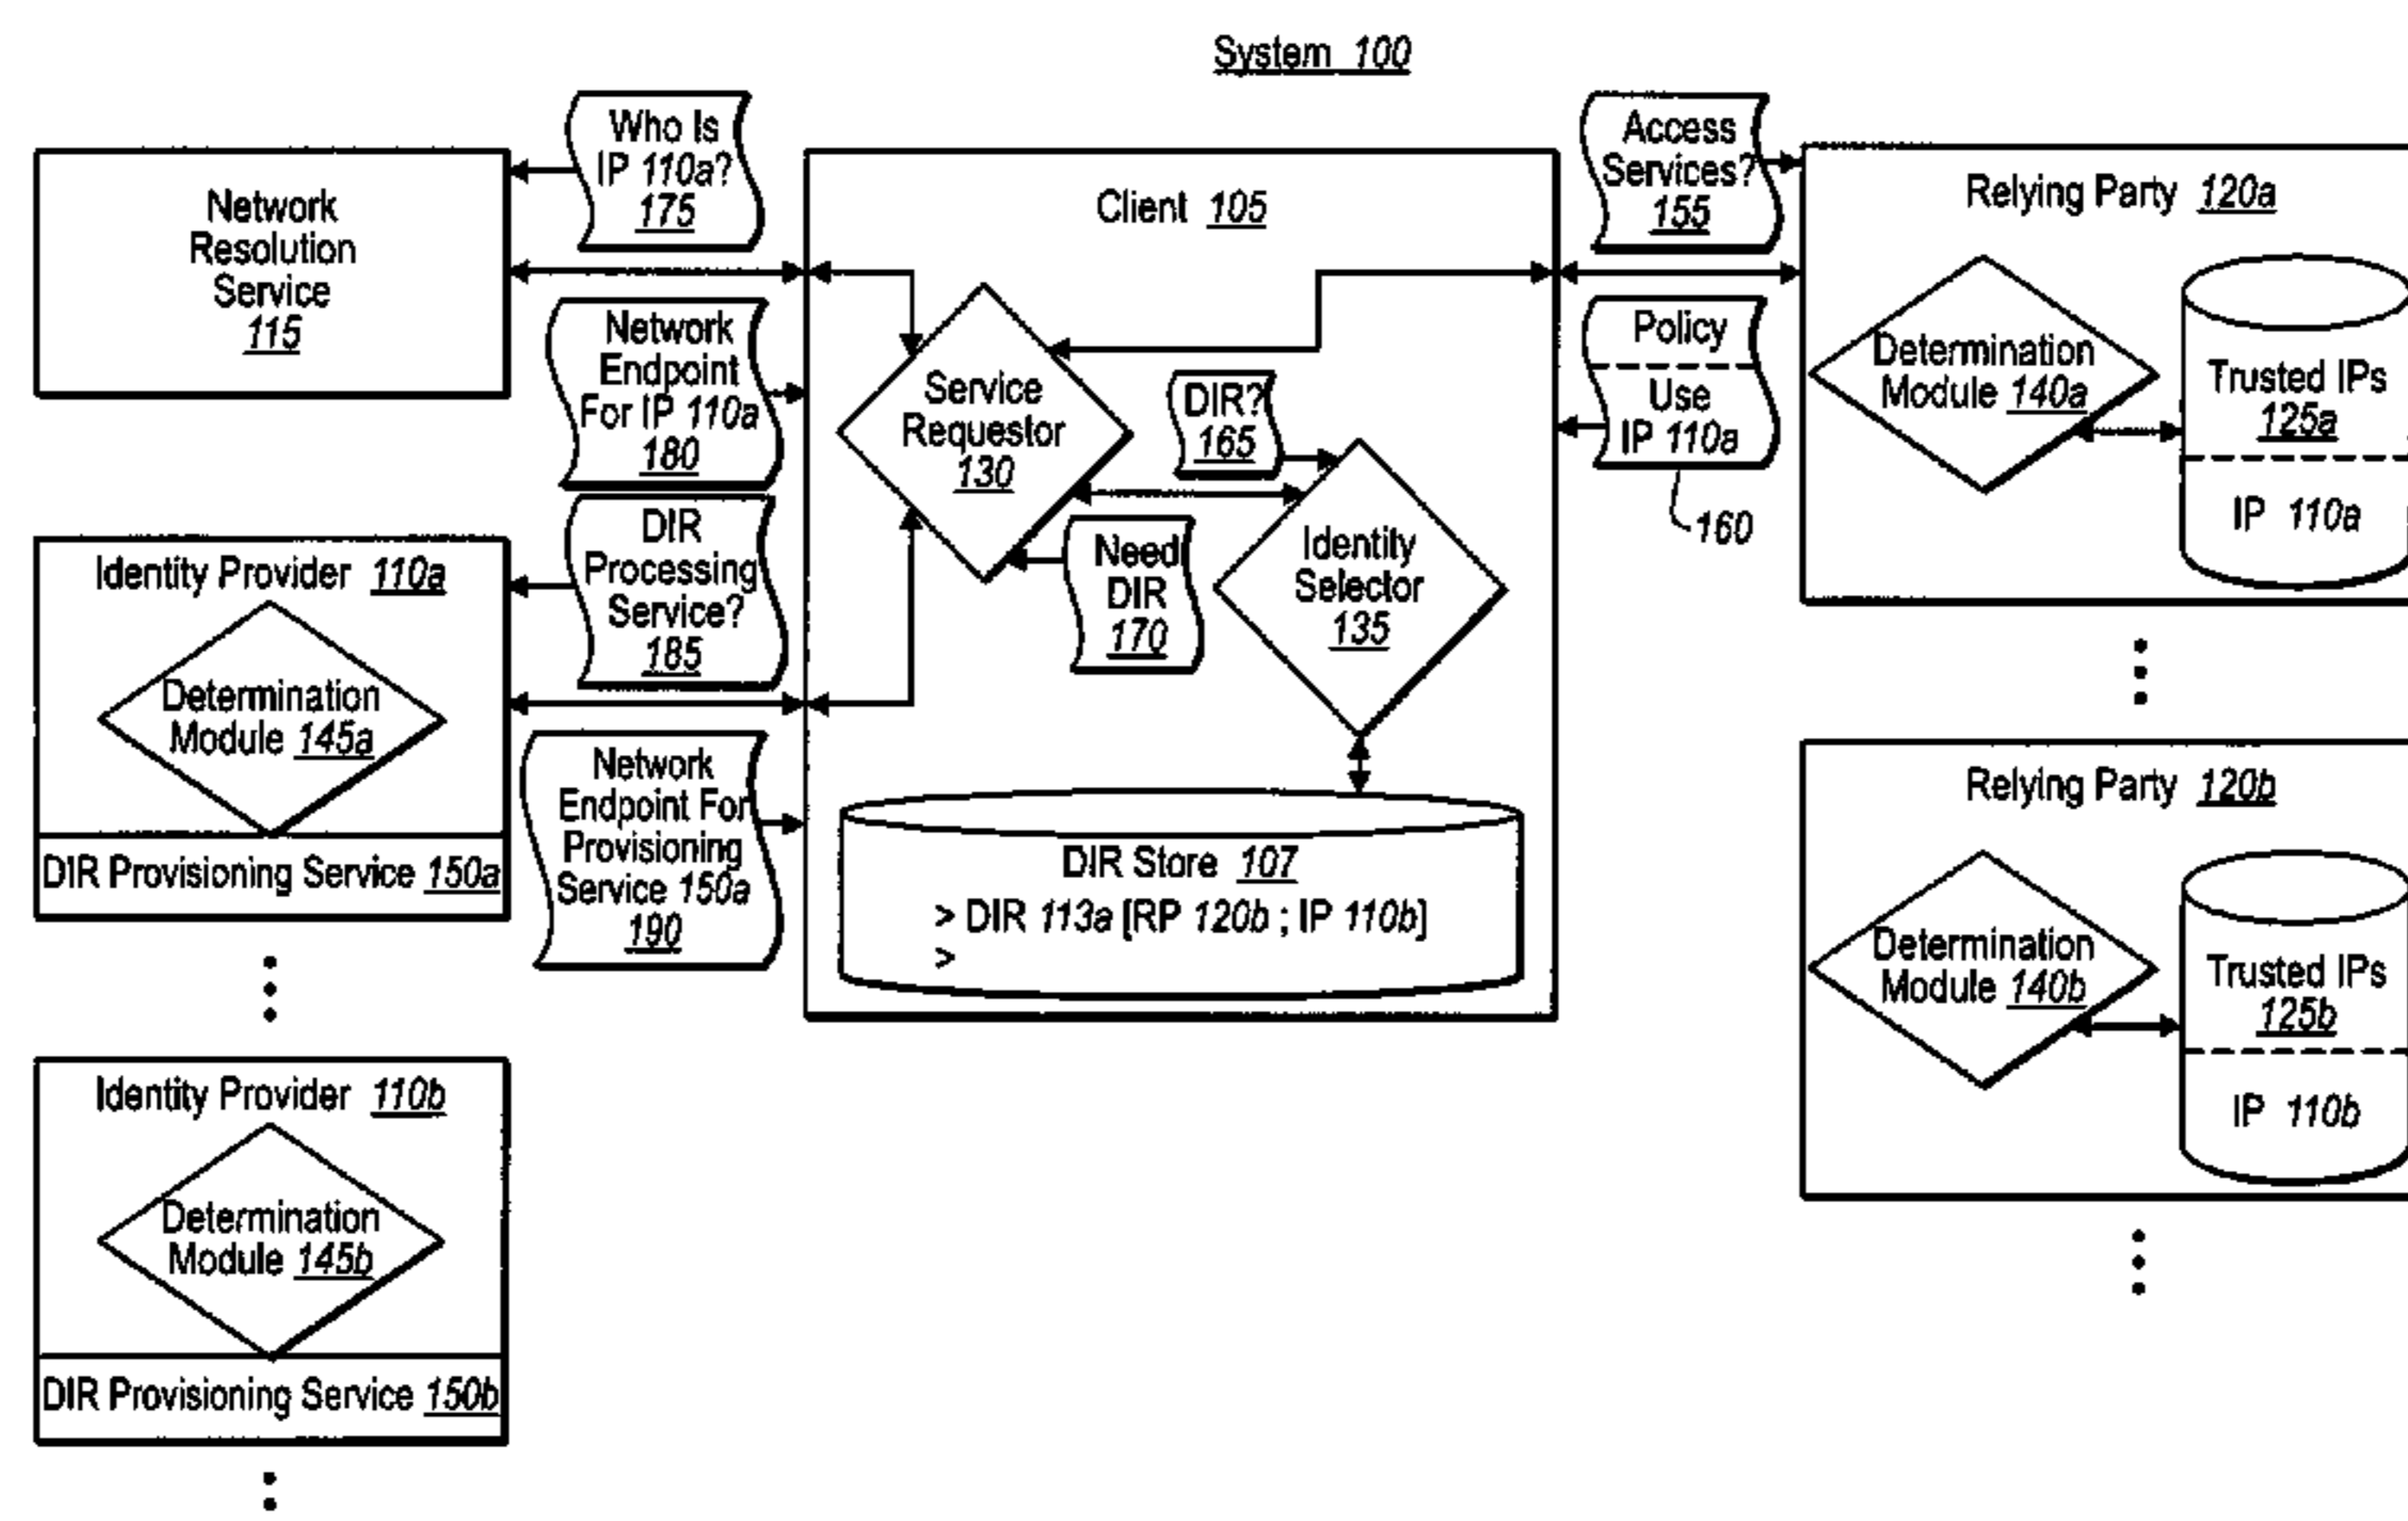 System 100
Who Is
IP 110a?
175
Network
Resolution
Service
115
Network
Endpoint
For IP 110a
180
DIR
Processing
Service?
185
Identity Provider 110a
Determination
Module 145a
DIR Provisioning Service 150a
Network
Endpoint For
Provisioning
Service 150a
190
Identity Provider 110b
Determination
Module 145b
DIR Provisioning Service 150b
Client 105
Service
Requestor
130
DIR?
165
Need
DIR
170
Identity
Selector
135
DIR Store 107
> DIR 113a [RP 120b ; IP 110b]
>
Access
Services?
155
Policy
Use
IP 110a
160
Relying Party 120a
Determination
Module 140a
Trusted IPs
125a
IP 110a
Relying Party 120b
Determination
Module 140b
Trusted IPs
125b
IP 110b